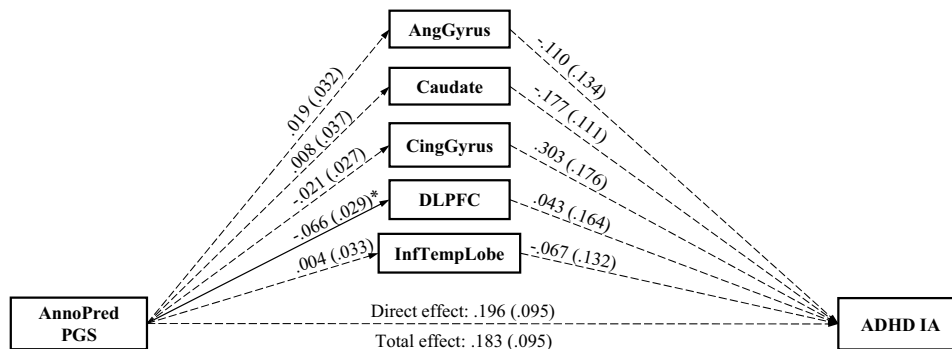 AngGyrus
Caudate
CingGyrus
DLPFC
InfTempLobe
.019 (.032)
.008 (.037)
-.021 (.027)
-.066 (.029)*
.004 (.033)
-.110 (.134)
-.177 (.111)
.303 (.176)
.043 (.164)
-.067 (.132)
AnnoPred
PGS
Direct effect: .196 (.095)
Total effect: .183 (.095)
ADHD IA